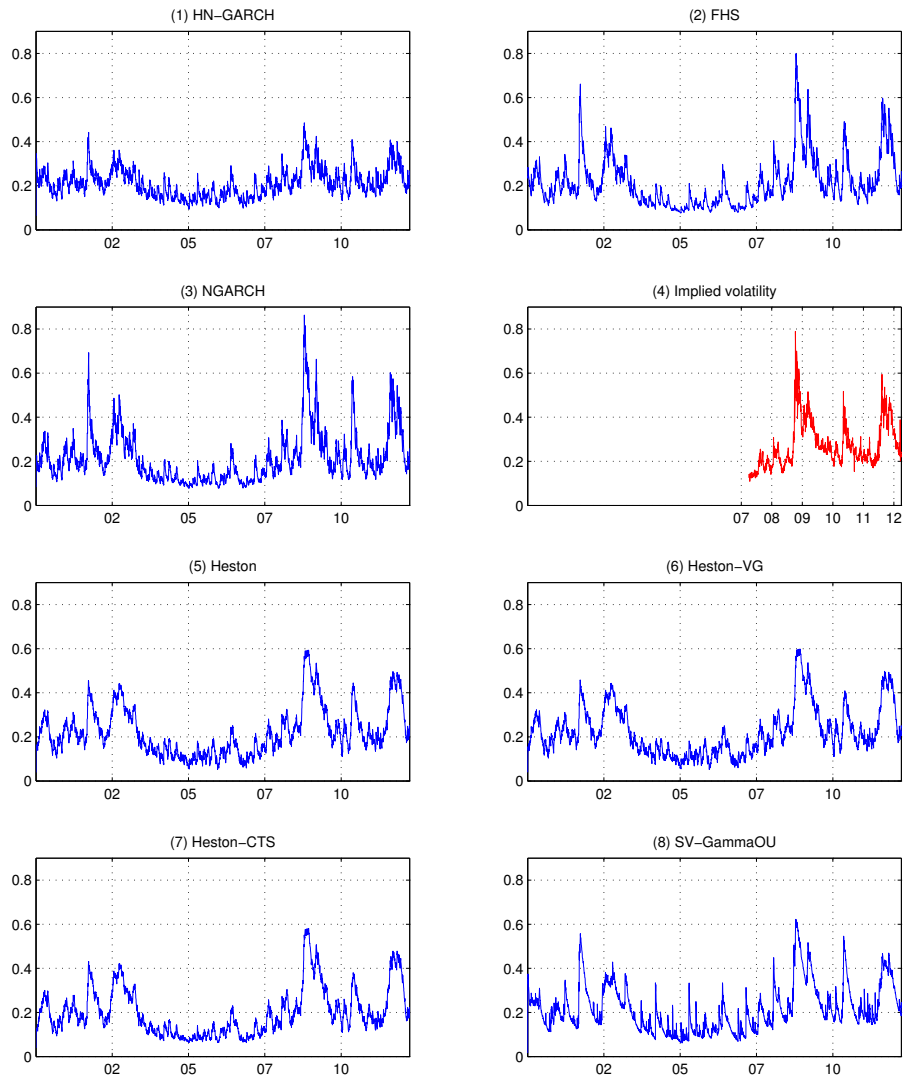 (1) HN−GARCH
0.8
0.6
0.4
0.2
0
02 05 07 10
(2) FHS
0.8
0.6
0.4
0.2
0
02 05 07 10
(3) NGARCH
0.8
0.6
0.4
0.2
0
02 05 07 10
(4) Implied volatility
0.8
0.6
0.4
0.2
0
07 08 09 10 11 12
(5) Heston
0.8
0.6
0.4
0.2
0
02 05 07 10
(6) Heston−VG
0.8
0.6
0.4
0.2
0
02 05 07 10
(7) Heston−CTS
0.8
0.6
0.4
0.2
0
02 05 07 10
(8) SV−GammaOU
0.8
0.6
0.4
0.2
0
02 05 07 10